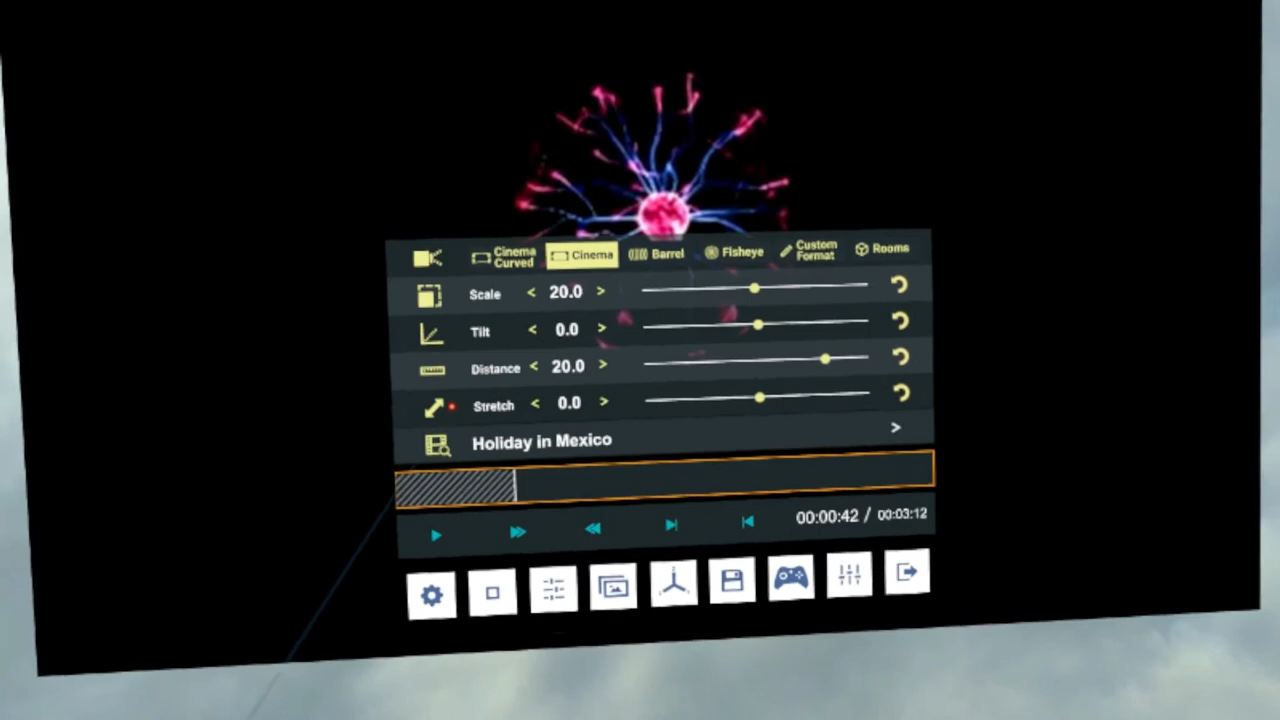 Cinema Curved
Cinema
Barrel
Fisheye
Custom Format
Rooms
Scale < 20.0 >
Tilt < 0.0 >
Distance < 20.0 >
Stretch < 0.0 >
Holiday in Mexico >
00:00:42 / 00:03:12